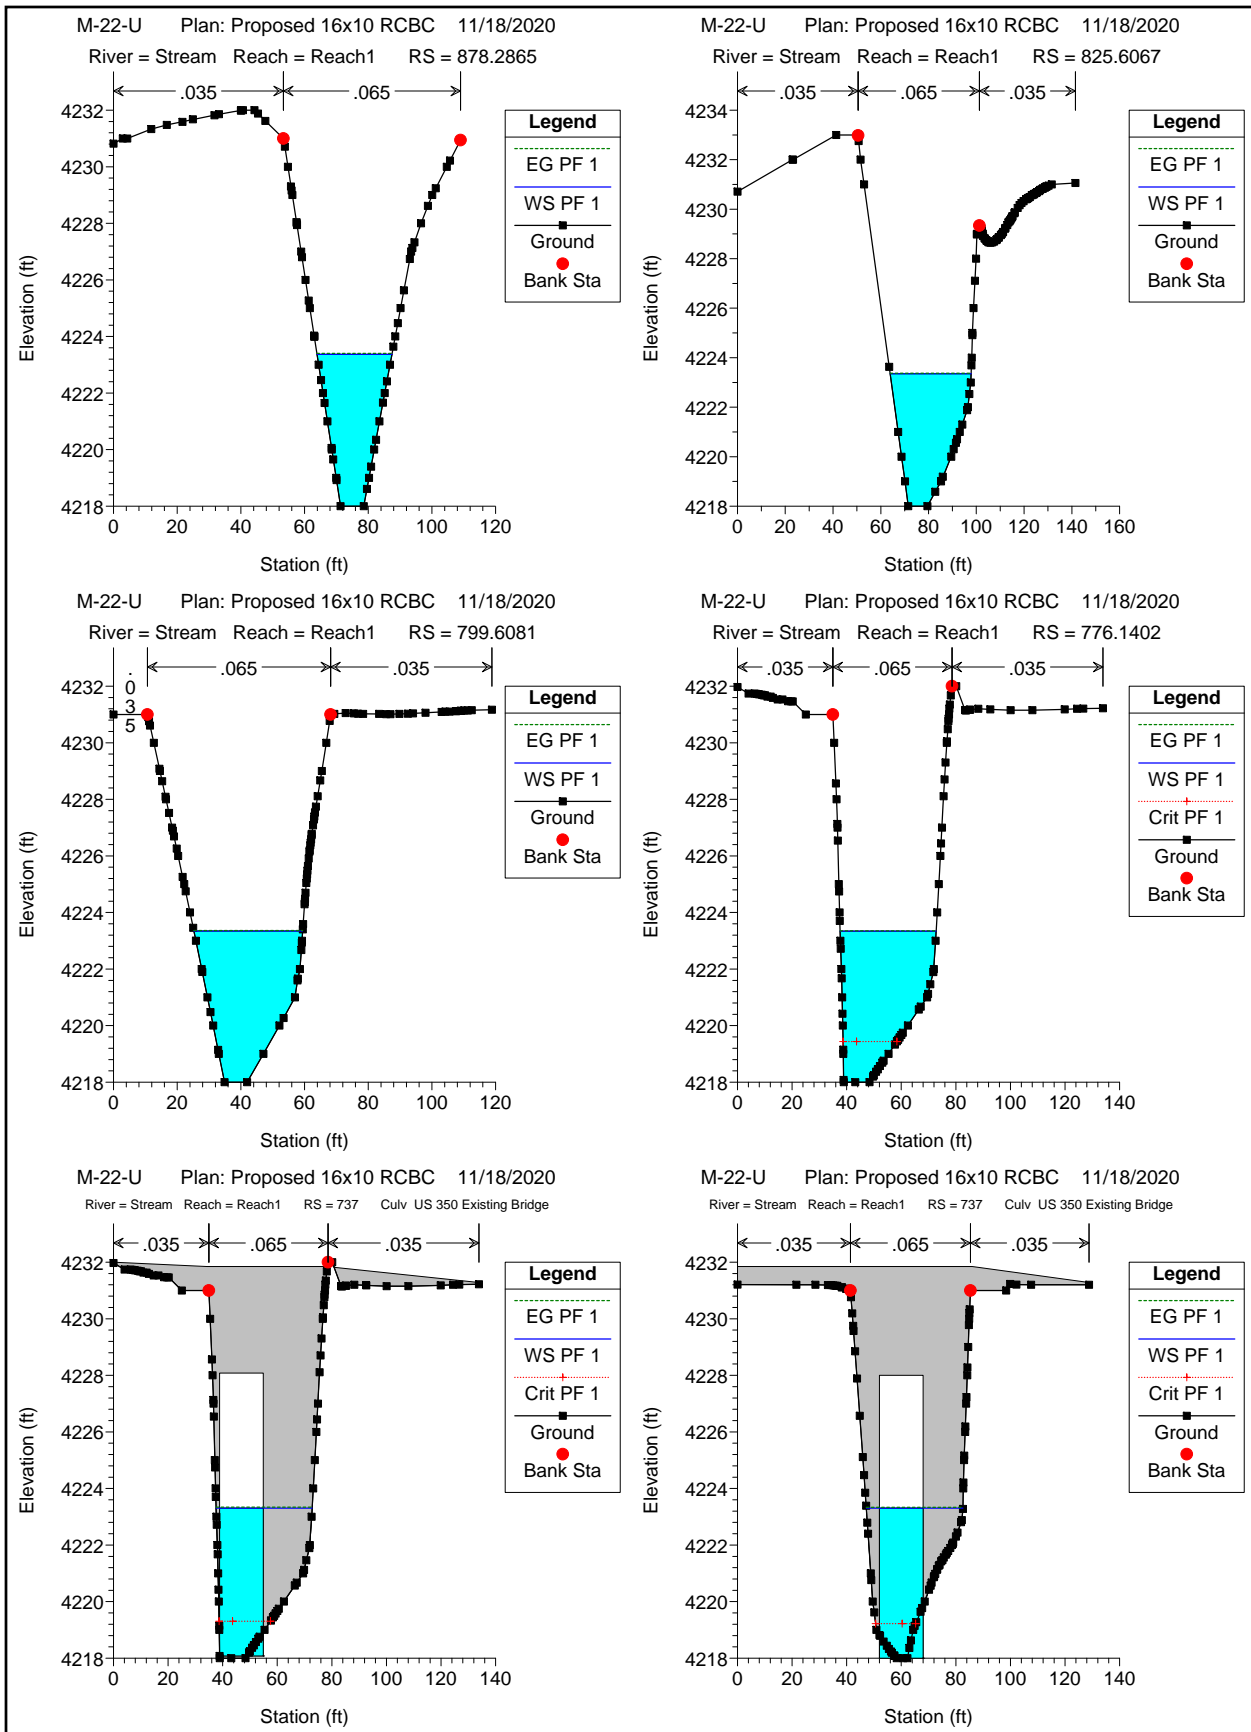 M-22-U Plan: Proposed 16x10 RCBC 11/18/2020
River = Stream Reach = Reach1 RS = 878.2865
.035 .065
4232
4230
4228
4226
4224
4222
4220
4218
Elevation (ft)
0 20 40 60 80 100 120
Station (ft)
Legend
EG PF 1
WS PF 1
Ground
Bank Sta
M-22-U Plan: Proposed 16x10 RCBC 11/18/2020
River = Stream Reach = Reach1 RS = 825.6067
.035 .065 .035
4234
4232
4230
4228
4226
4224
4222
4220
4218
Elevation (ft)
0 20 40 60 80 100 120 140 160
Station (ft)
Legend
EG PF 1
WS PF 1
Ground
Bank Sta
M-22-U Plan: Proposed 16x10 RCBC 11/18/2020
River = Stream Reach = Reach1 RS = 799.6081
.035 .065 .035
4232
4230
4228
4226
4224
4222
4220
4218
Elevation (ft)
0 20 40 60 80 100 120
Station (ft)
Legend
EG PF 1
WS PF 1
Ground
Bank Sta
M-22-U Plan: Proposed 16x10 RCBC 11/18/2020
River = Stream Reach = Reach1 RS = 776.1402
.035 .065 .035
4232
4230
4228
4226
4224
4222
4220
4218
Elevation (ft)
0 20 40 60 80 100 120 140
Station (ft)
Legend
EG PF 1
WS PF 1
Crit PF 1
Ground
Bank Sta
M-22-U Plan: Proposed 16x10 RCBC 11/18/2020
River = Stream Reach = Reach1 RS = 737 Culv US 350 Existing Bridge
.035 .065 .035
4232
4230
4228
4226
4224
4222
4220
4218
Elevation (ft)
0 20 40 60 80 100 120 140
Station (ft)
Legend
EG PF 1
WS PF 1
Crit PF 1
Ground
Bank Sta
M-22-U Plan: Proposed 16x10 RCBC 11/18/2020
River = Stream Reach = Reach1 RS = 737 Culv US 350 Existing Bridge
.035 .065 .035
4232
4230
4228
4226
4224
4222
4220
4218
Elevation (ft)
0 20 40 60 80 100 120 140
Station (ft)
Legend
EG PF 1
WS PF 1
Crit PF 1
Ground
Bank Sta